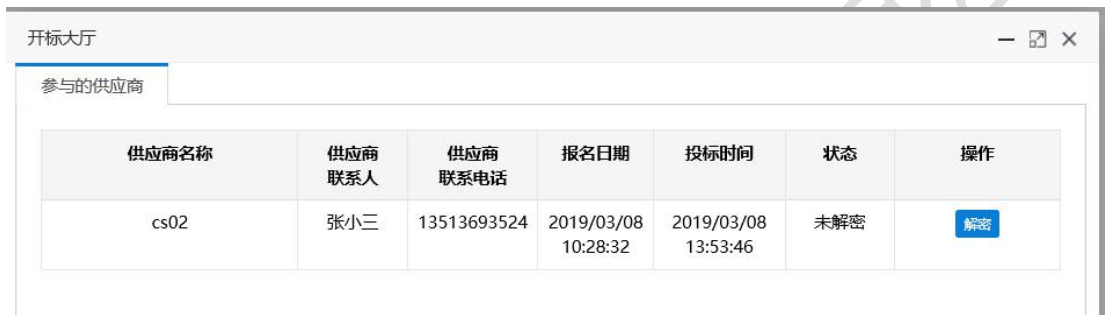 开标大厅
参与的供应商
供应商名称 供应商联系人 供应商联系电话 报名日期 投标时间 状态 操作
cs02 张小三 13513693524 2019/03/08 10:28:32 2019/03/08 13:53:46 未解密 解密